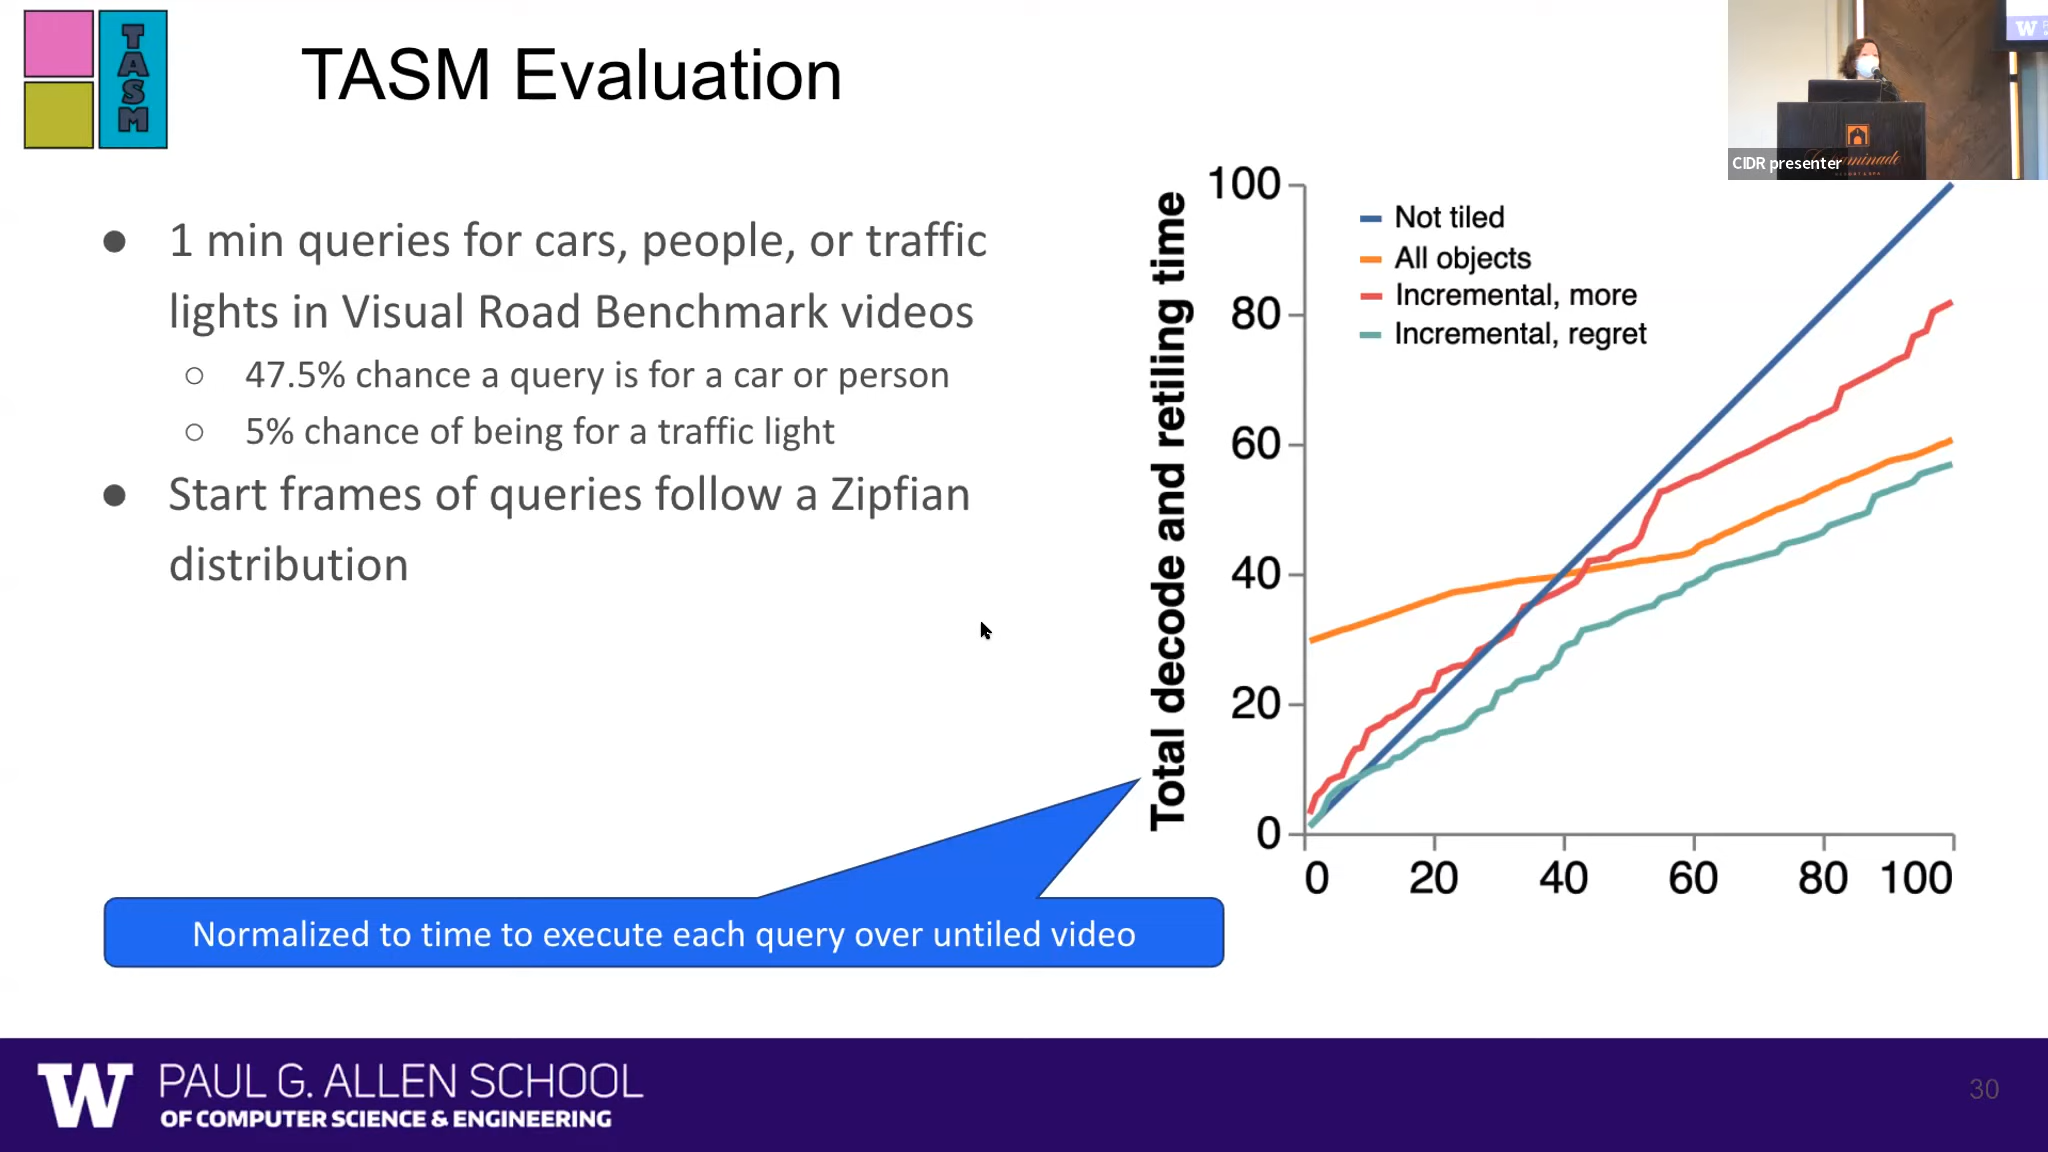 TASM
TASM Evaluation
CIDR presenter
● 1 min queries for cars, people, or traffic
lights in Visual Road Benchmark videos
○ 47.5% chance a query is for a car or person
○ 5% chance of being for a traffic light
● Start frames of queries follow a Zipfian
distribution
Normalized to time to execute each query over untiled video
Total decode and retiling time
100
80
60
40
20
0
Not tiled
All objects
Incremental, more
Incremental, regret
0 20 40 60 80 100
W PAUL G. ALLEN SCHOOL
OF COMPUTER SCIENCE & ENGINEERING
30